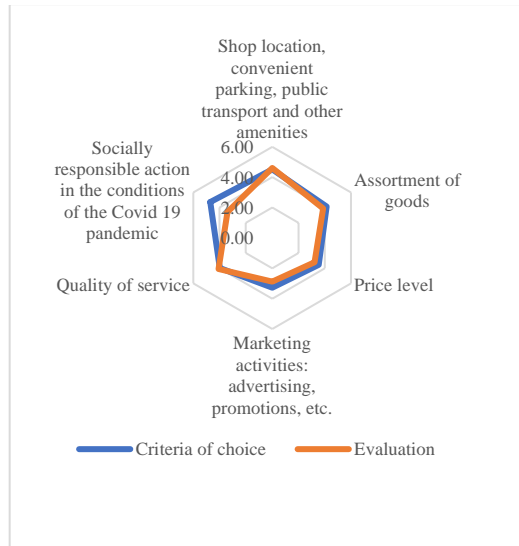 Shop location,
convenient
parking, public
transport and other
amenities
Assortment of
goods
Price level
Marketing
activities:
advertising,
promotions, etc.
Quality of service
Socially
responsible action
in the conditions
of the Covid 19
pandemic
6.00
4.00
2.00
0.00
Criteria of choice
Evaluation